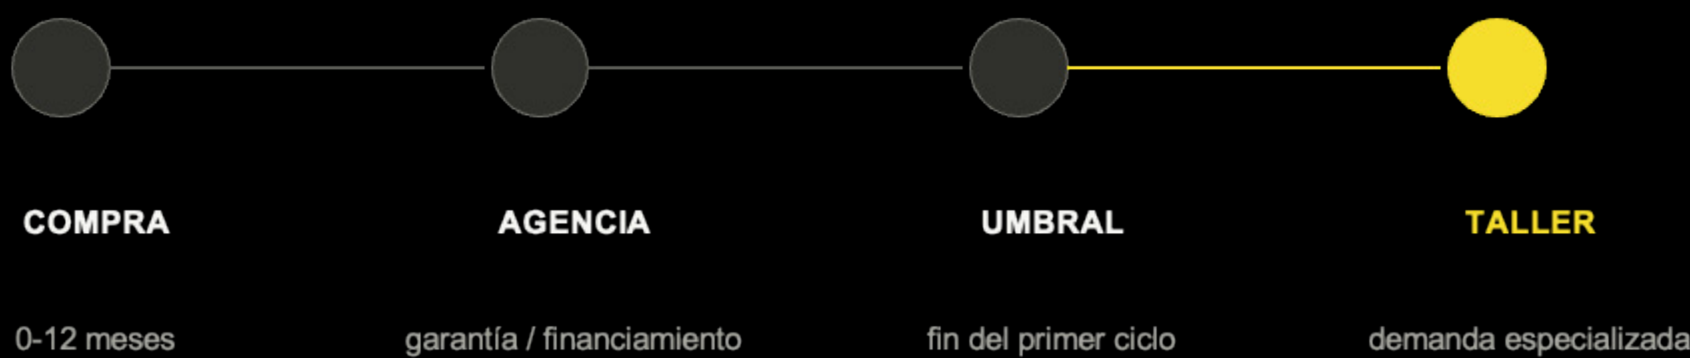 COMPRA AGENCIA UMBRAL TALLER
0-12 meses garantía / financiamiento fin del primer ciclo demanda especializada